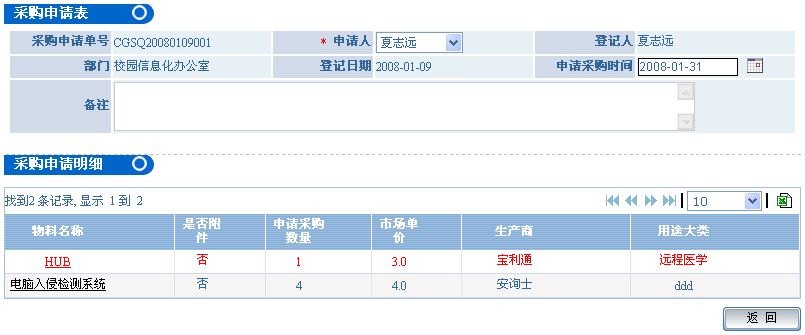 采购申请表
采购申请单号 CGSQ20080109001 * 申请人 夏志远 登记人 夏志远
部门 校园信息化办公室 登记日期 2008-01-09 申请采购时间 2008-01-31
备注
采购申请明细
找到2 条记录, 显示 1 到 2 10
物料名称 是否附件 申请采购数量 市场单价 生产商 用途大类
HUB 否 1 3.0 宝利通 远程医学
电脑入侵检测系统 否 4 4.0 安询士 ddd
返 回